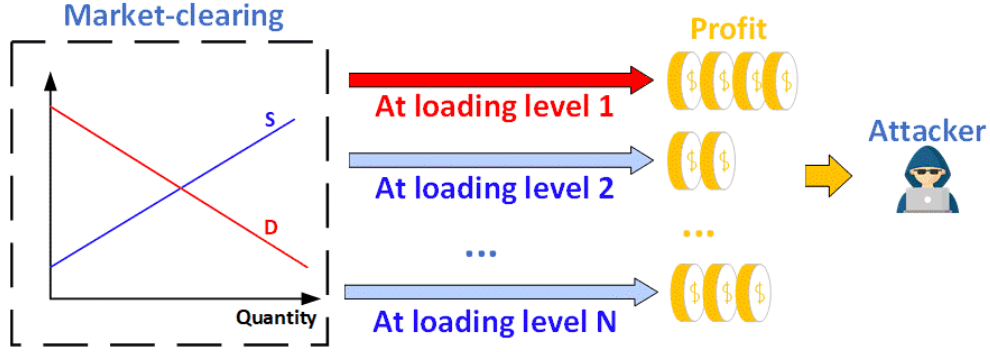 Market-clearing
Profit
At loading level 1
Attacker
S
At loading level 2
D
...
...
Quantity
At loading level N
$ $ $ $
$ $
$ $ $